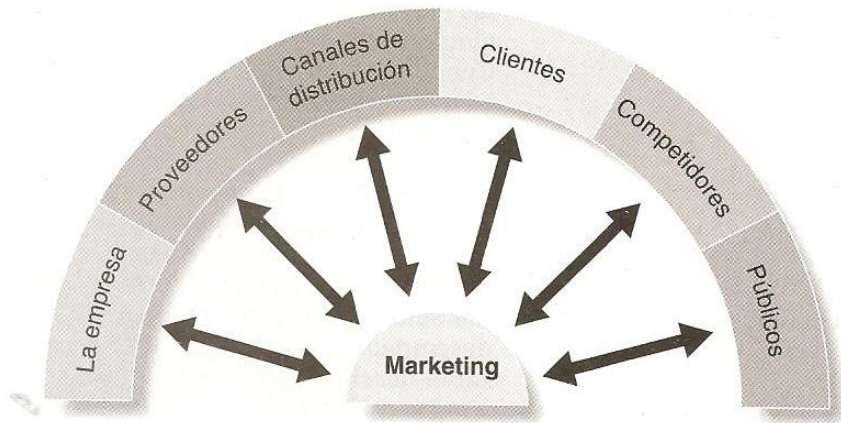 La empresa
Proveedores
Canales de
distribución
Clientes
Competidores
Públicos
Marketing